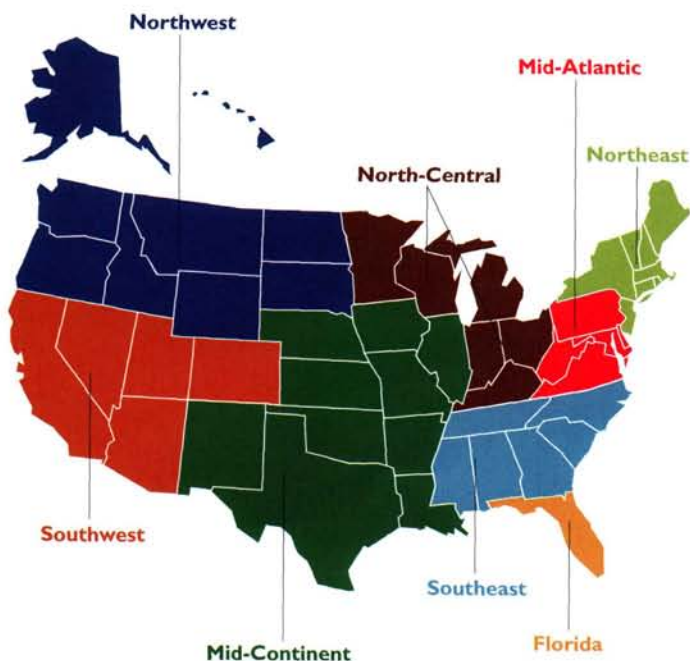 Northwest
Mid-Atlantic
Northeast
North-Central
Southwest
Southeast
Florida
Mid-Continent